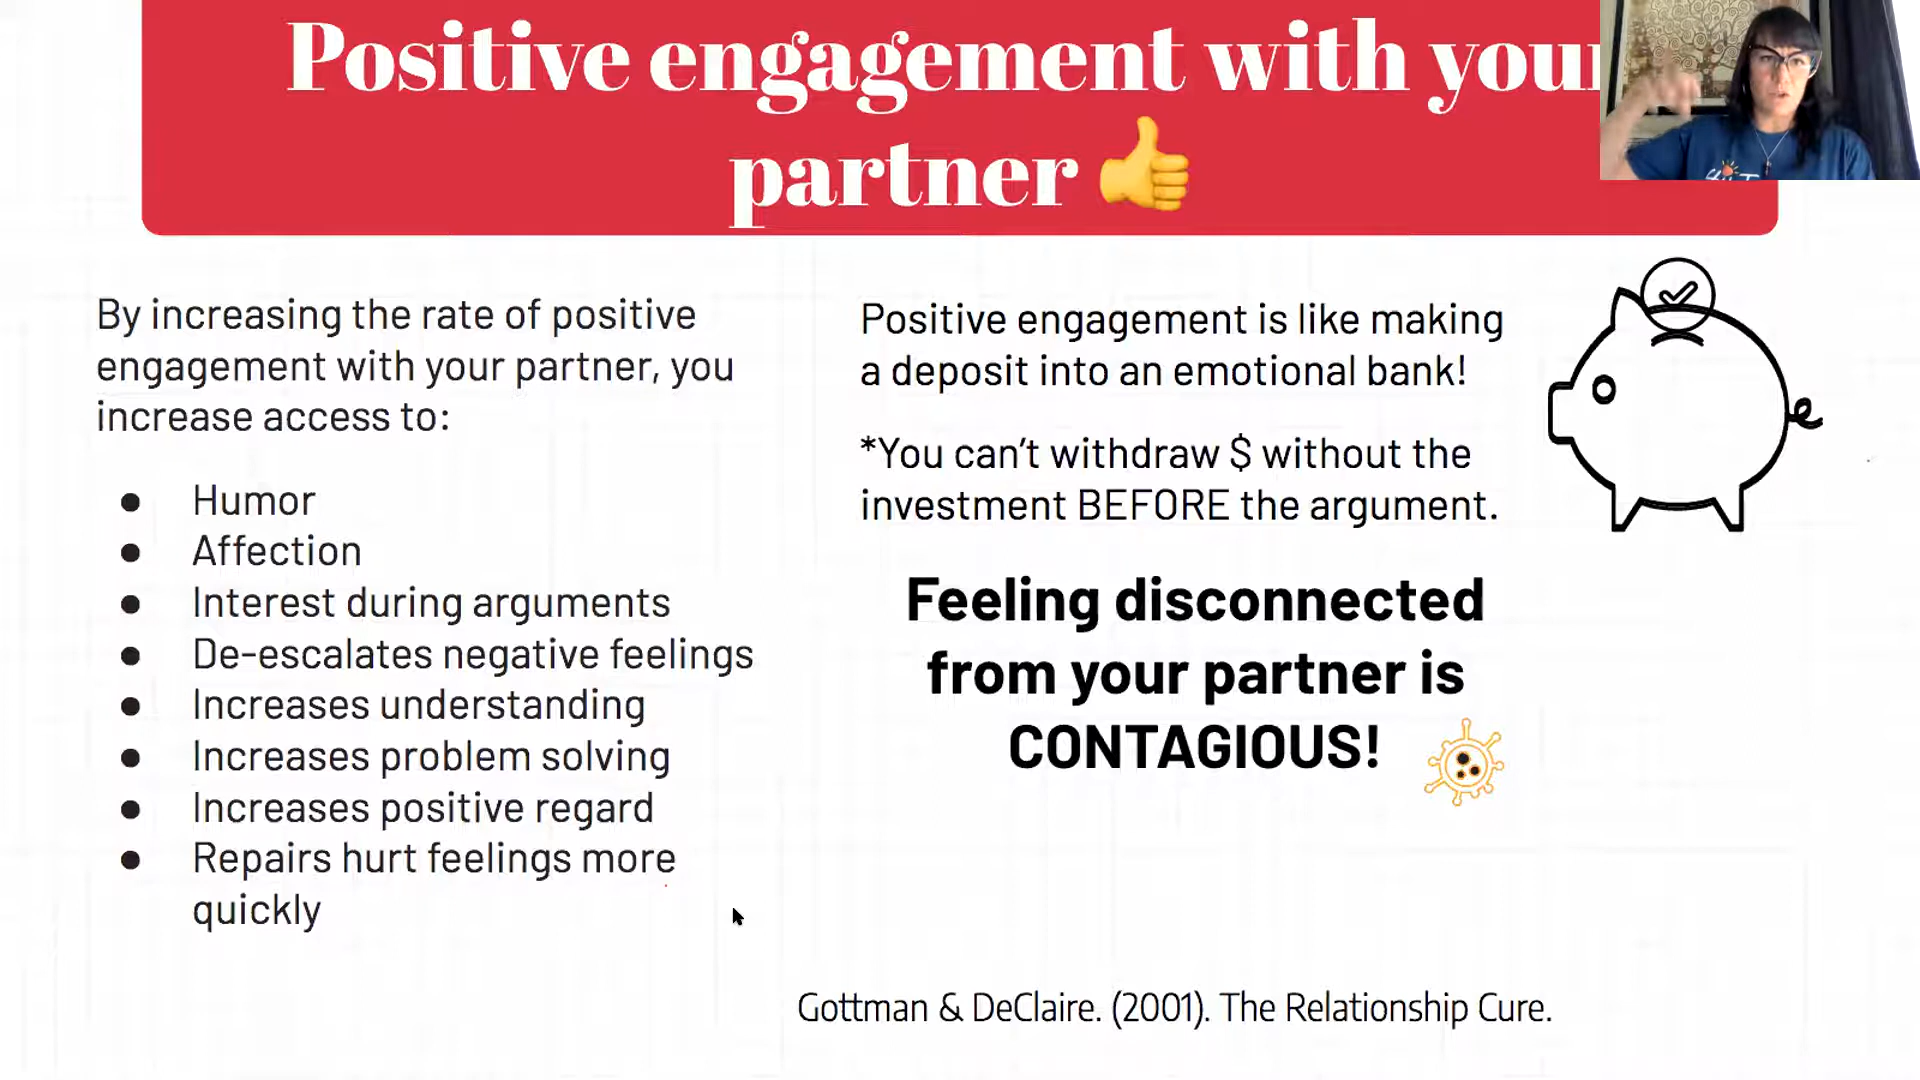 Positive engagement with your
partner 👍
By increasing the rate of positive
engagement with your partner, you
increase access to:
● Humor
● Affection
● Interest during arguments
● De-escalates negative feelings
● Increases understanding
● Increases problem solving
● Increases positive regard
● Repairs hurt feelings more
quickly
Positive engagement is like making
a deposit into an emotional bank!
*You can’t withdraw $ without the
investment BEFORE the argument.
Feeling disconnected
from your partner is
CONTAGIOUS!
Gottman & DeClaire. (2001). The Relationship Cure.